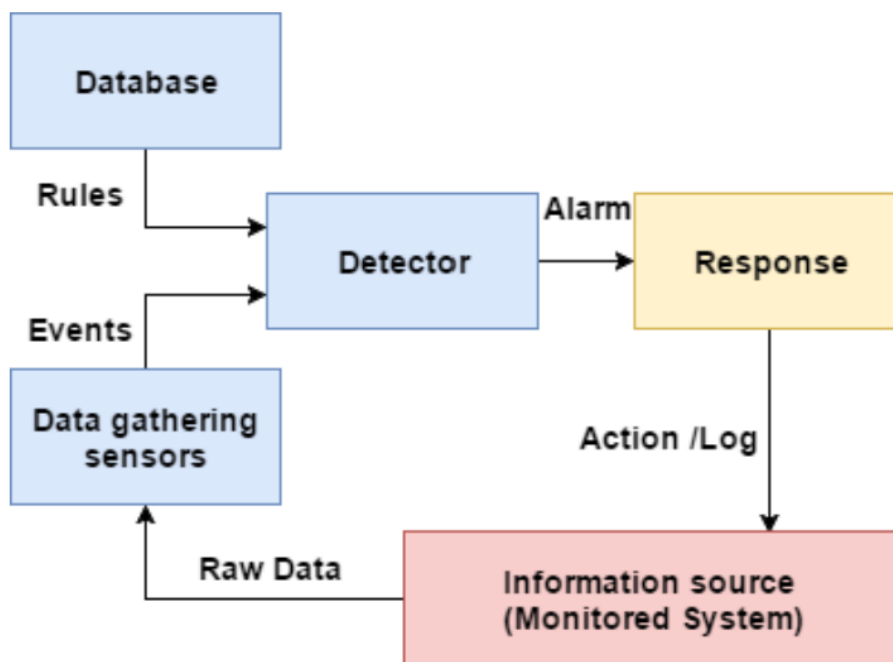 Database
Rules
Alarm
Detector
Response
Events
Data gathering
sensors
Action /Log
Raw Data
Information source
(Monitored System)